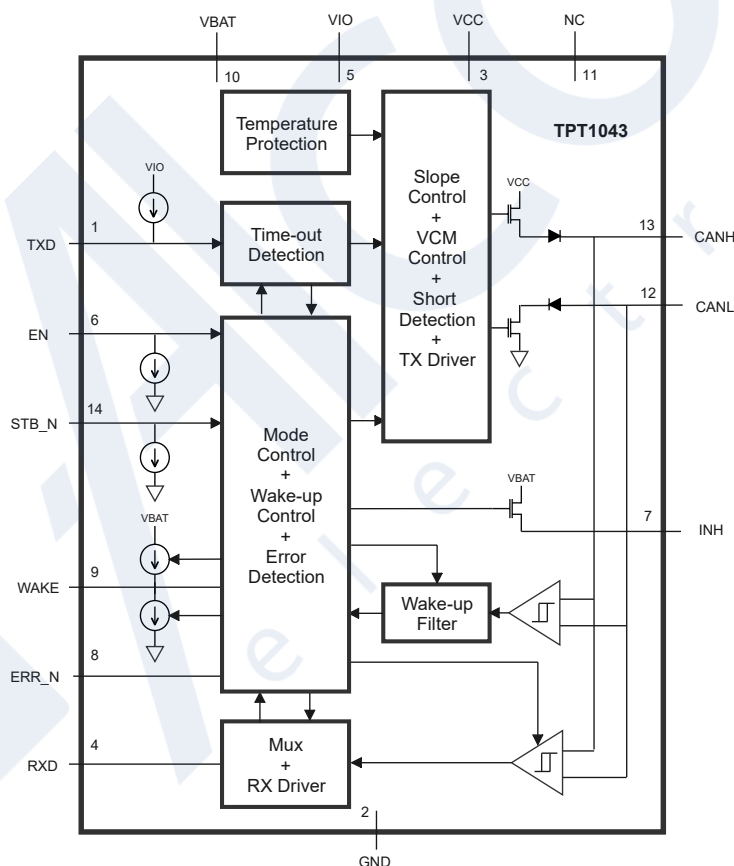 VBAT
VIO
VCC
NC
10
5
3
11
TPT1043
Temperature
Protection
Slope
Control
+
VCM
Control
+
Short
Detection
+
TX Driver
VIO
VCC
1
TXD
Time-out
Detection
13
CANH
12
CANL
6
EN
14
STB_N
Mode
Control
+
Wake-up
Control
+
Error
Detection
VBAT
7
INH
VBAT
9
WAKE
Wake-up
Filter
8
ERR_N
4
RXD
Mux
+
RX Driver
2
GND
e l e c t r